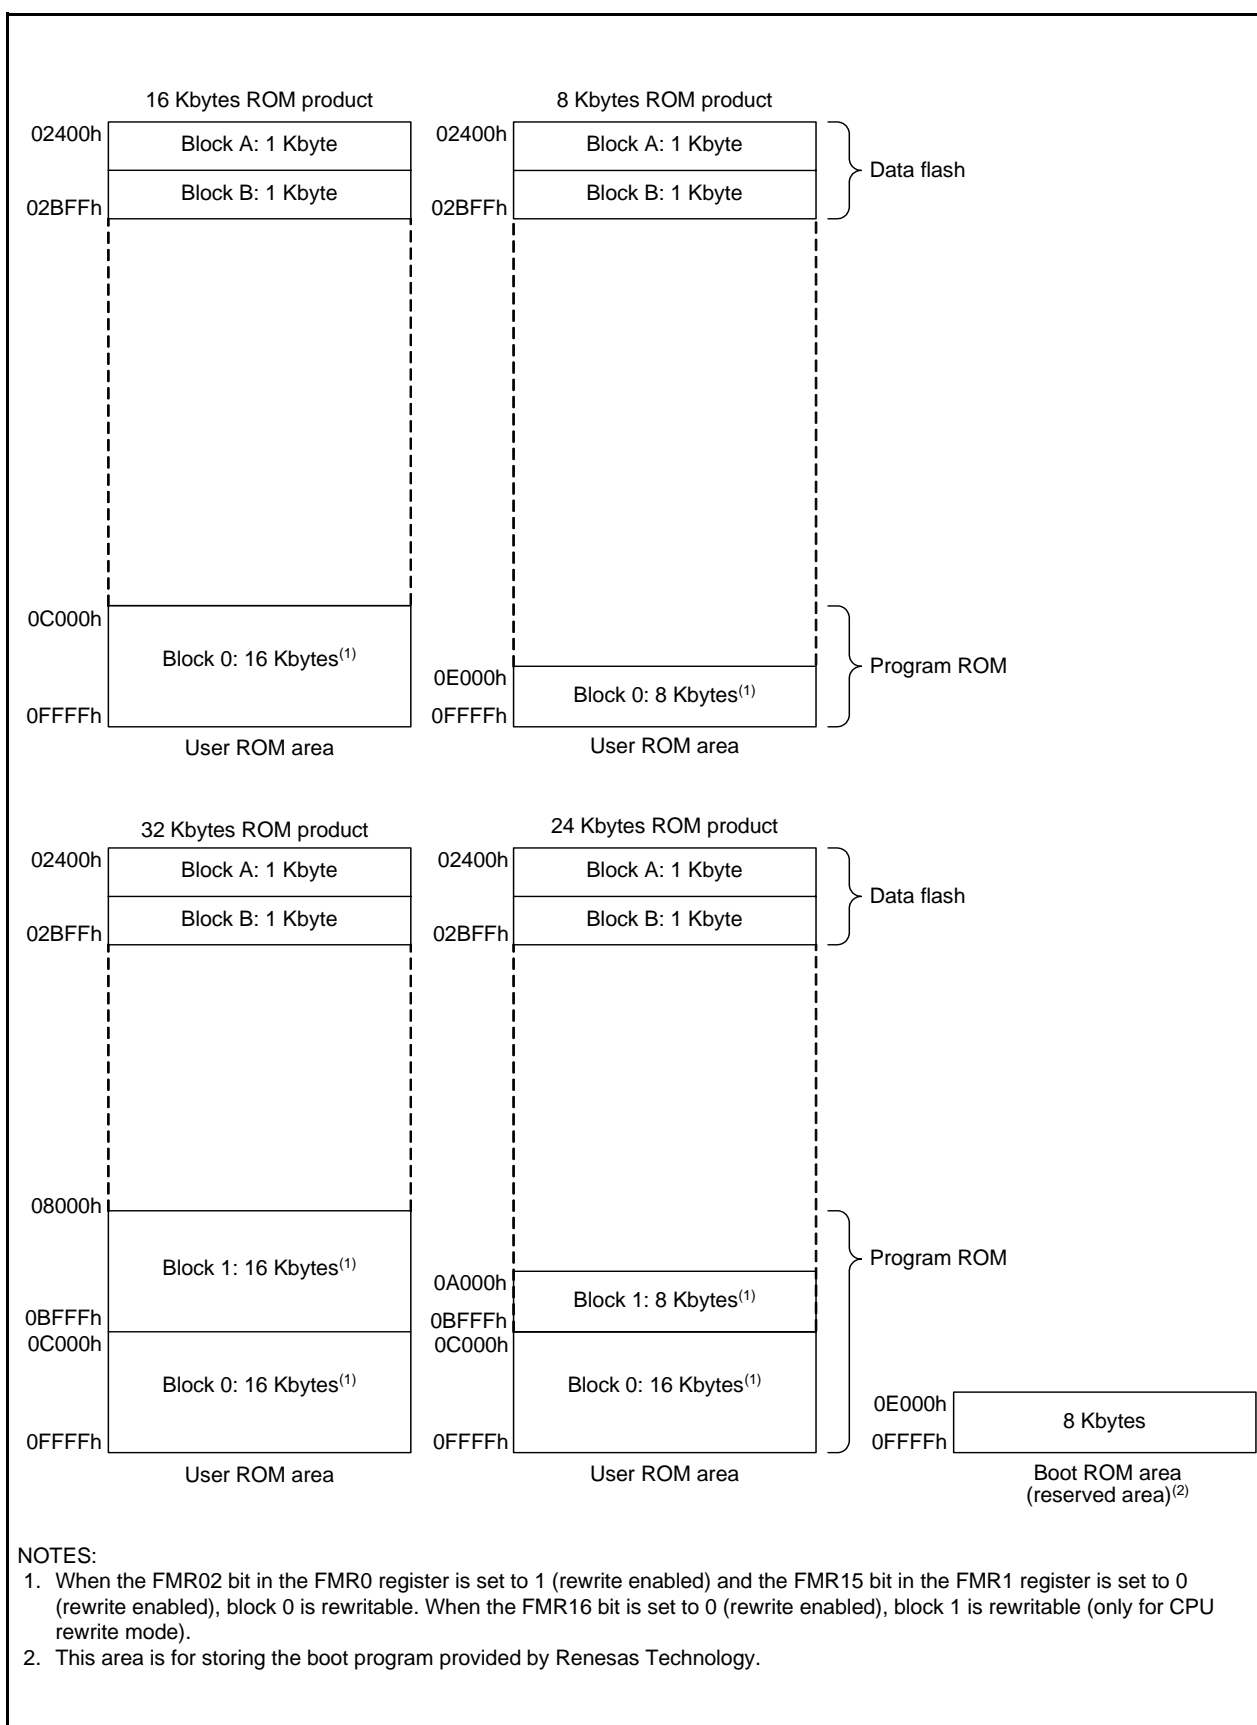 16 Kbytes ROM product
02400h
Block A: 1 Kbyte
Block B: 1 Kbyte
02BFFh
0C000h
Block 0: 16 Kbytes(1)
0FFFFh
User ROM area
8 Kbytes ROM product
02400h
Block A: 1 Kbyte
Block B: 1 Kbyte
02BFFh
Data flash
0E000h
Block 0: 8 Kbytes(1)
0FFFFh
Program ROM
User ROM area
32 Kbytes ROM product
02400h
Block A: 1 Kbyte
Block B: 1 Kbyte
02BFFh
08000h
Block 1: 16 Kbytes(1)
0BFFFh
0C000h
Block 0: 16 Kbytes(1)
0FFFFh
User ROM area
24 Kbytes ROM product
02400h
Block A: 1 Kbyte
Block B: 1 Kbyte
02BFFh
Data flash
0A000h
Block 1: 8 Kbytes(1)
0BFFFh
0C000h
Block 0: 16 Kbytes(1)
0FFFFh
Program ROM
User ROM area
0E000h
8 Kbytes
0FFFFh
Boot ROM area
(reserved area)(2)
NOTES:
1. When the FMR02 bit in the FMR0 register is set to 1 (rewrite enabled) and the FMR15 bit in the FMR1 register is set to 0
(rewrite enabled), block 0 is rewritable. When the FMR16 bit is set to 0 (rewrite enabled), block 1 is rewritable (only for CPU
rewrite mode).
2. This area is for storing the boot program provided by Renesas Technology.